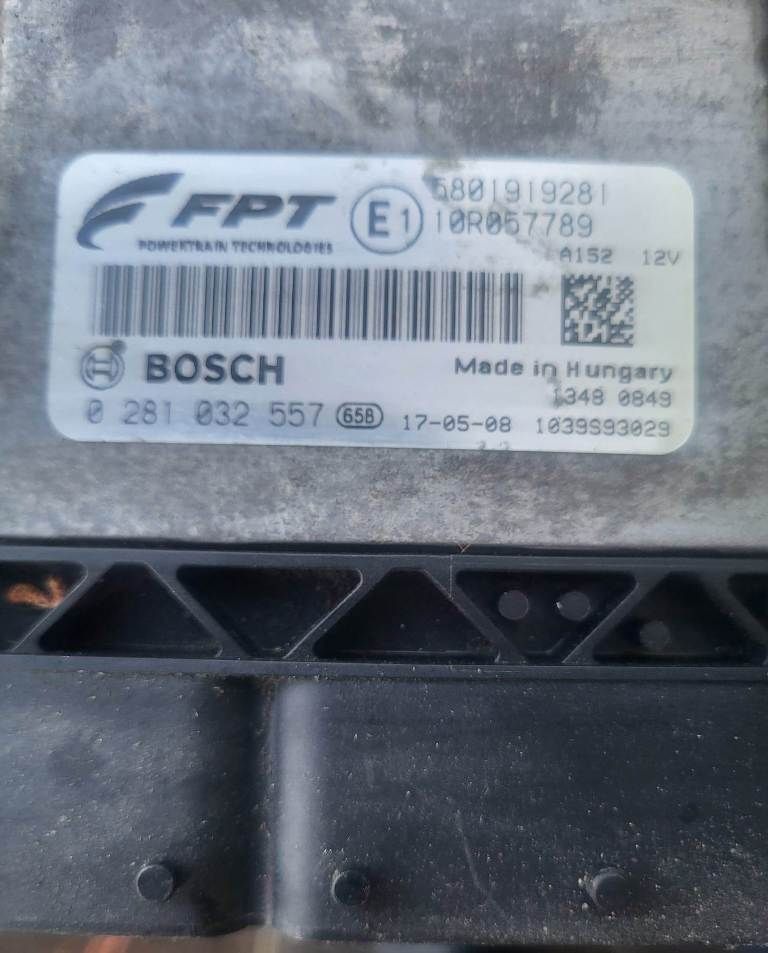 FPT
POWERTRAIN TECHNOLOGIES
E1
5801919281
10R057789
A152 12V
BOSCH
Made in Hungary
1348 0849
0 281 032 557 65B 17-05-08 1039S93029